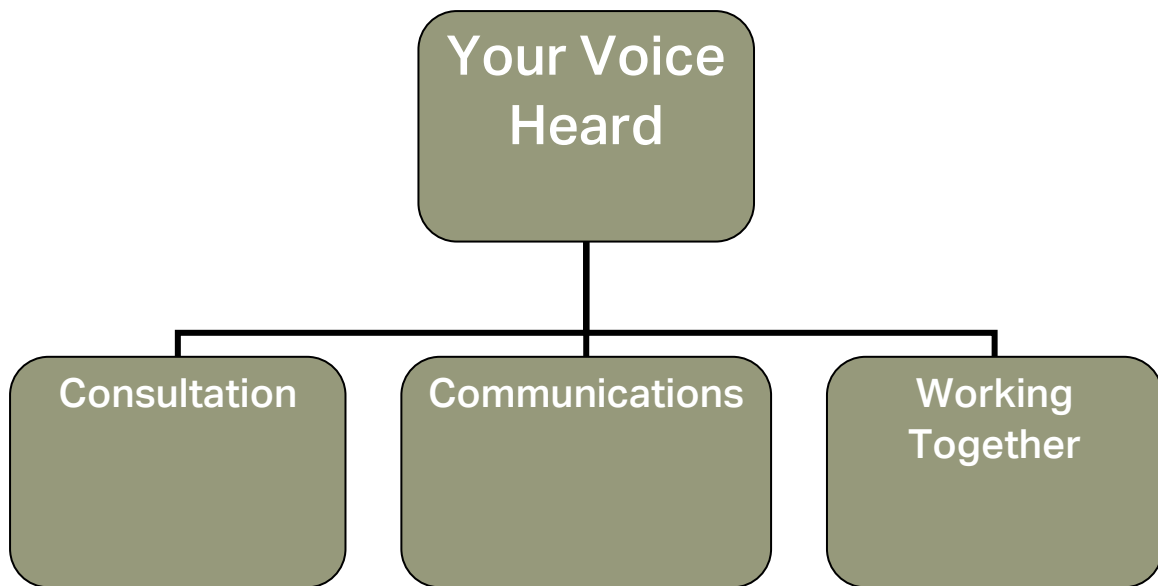 Your Voice
Heard
Consultation
Communications
Working
Together